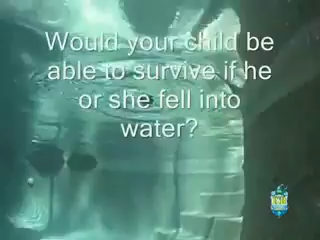 Would your child be
able to survive if he
or she fell into
water?